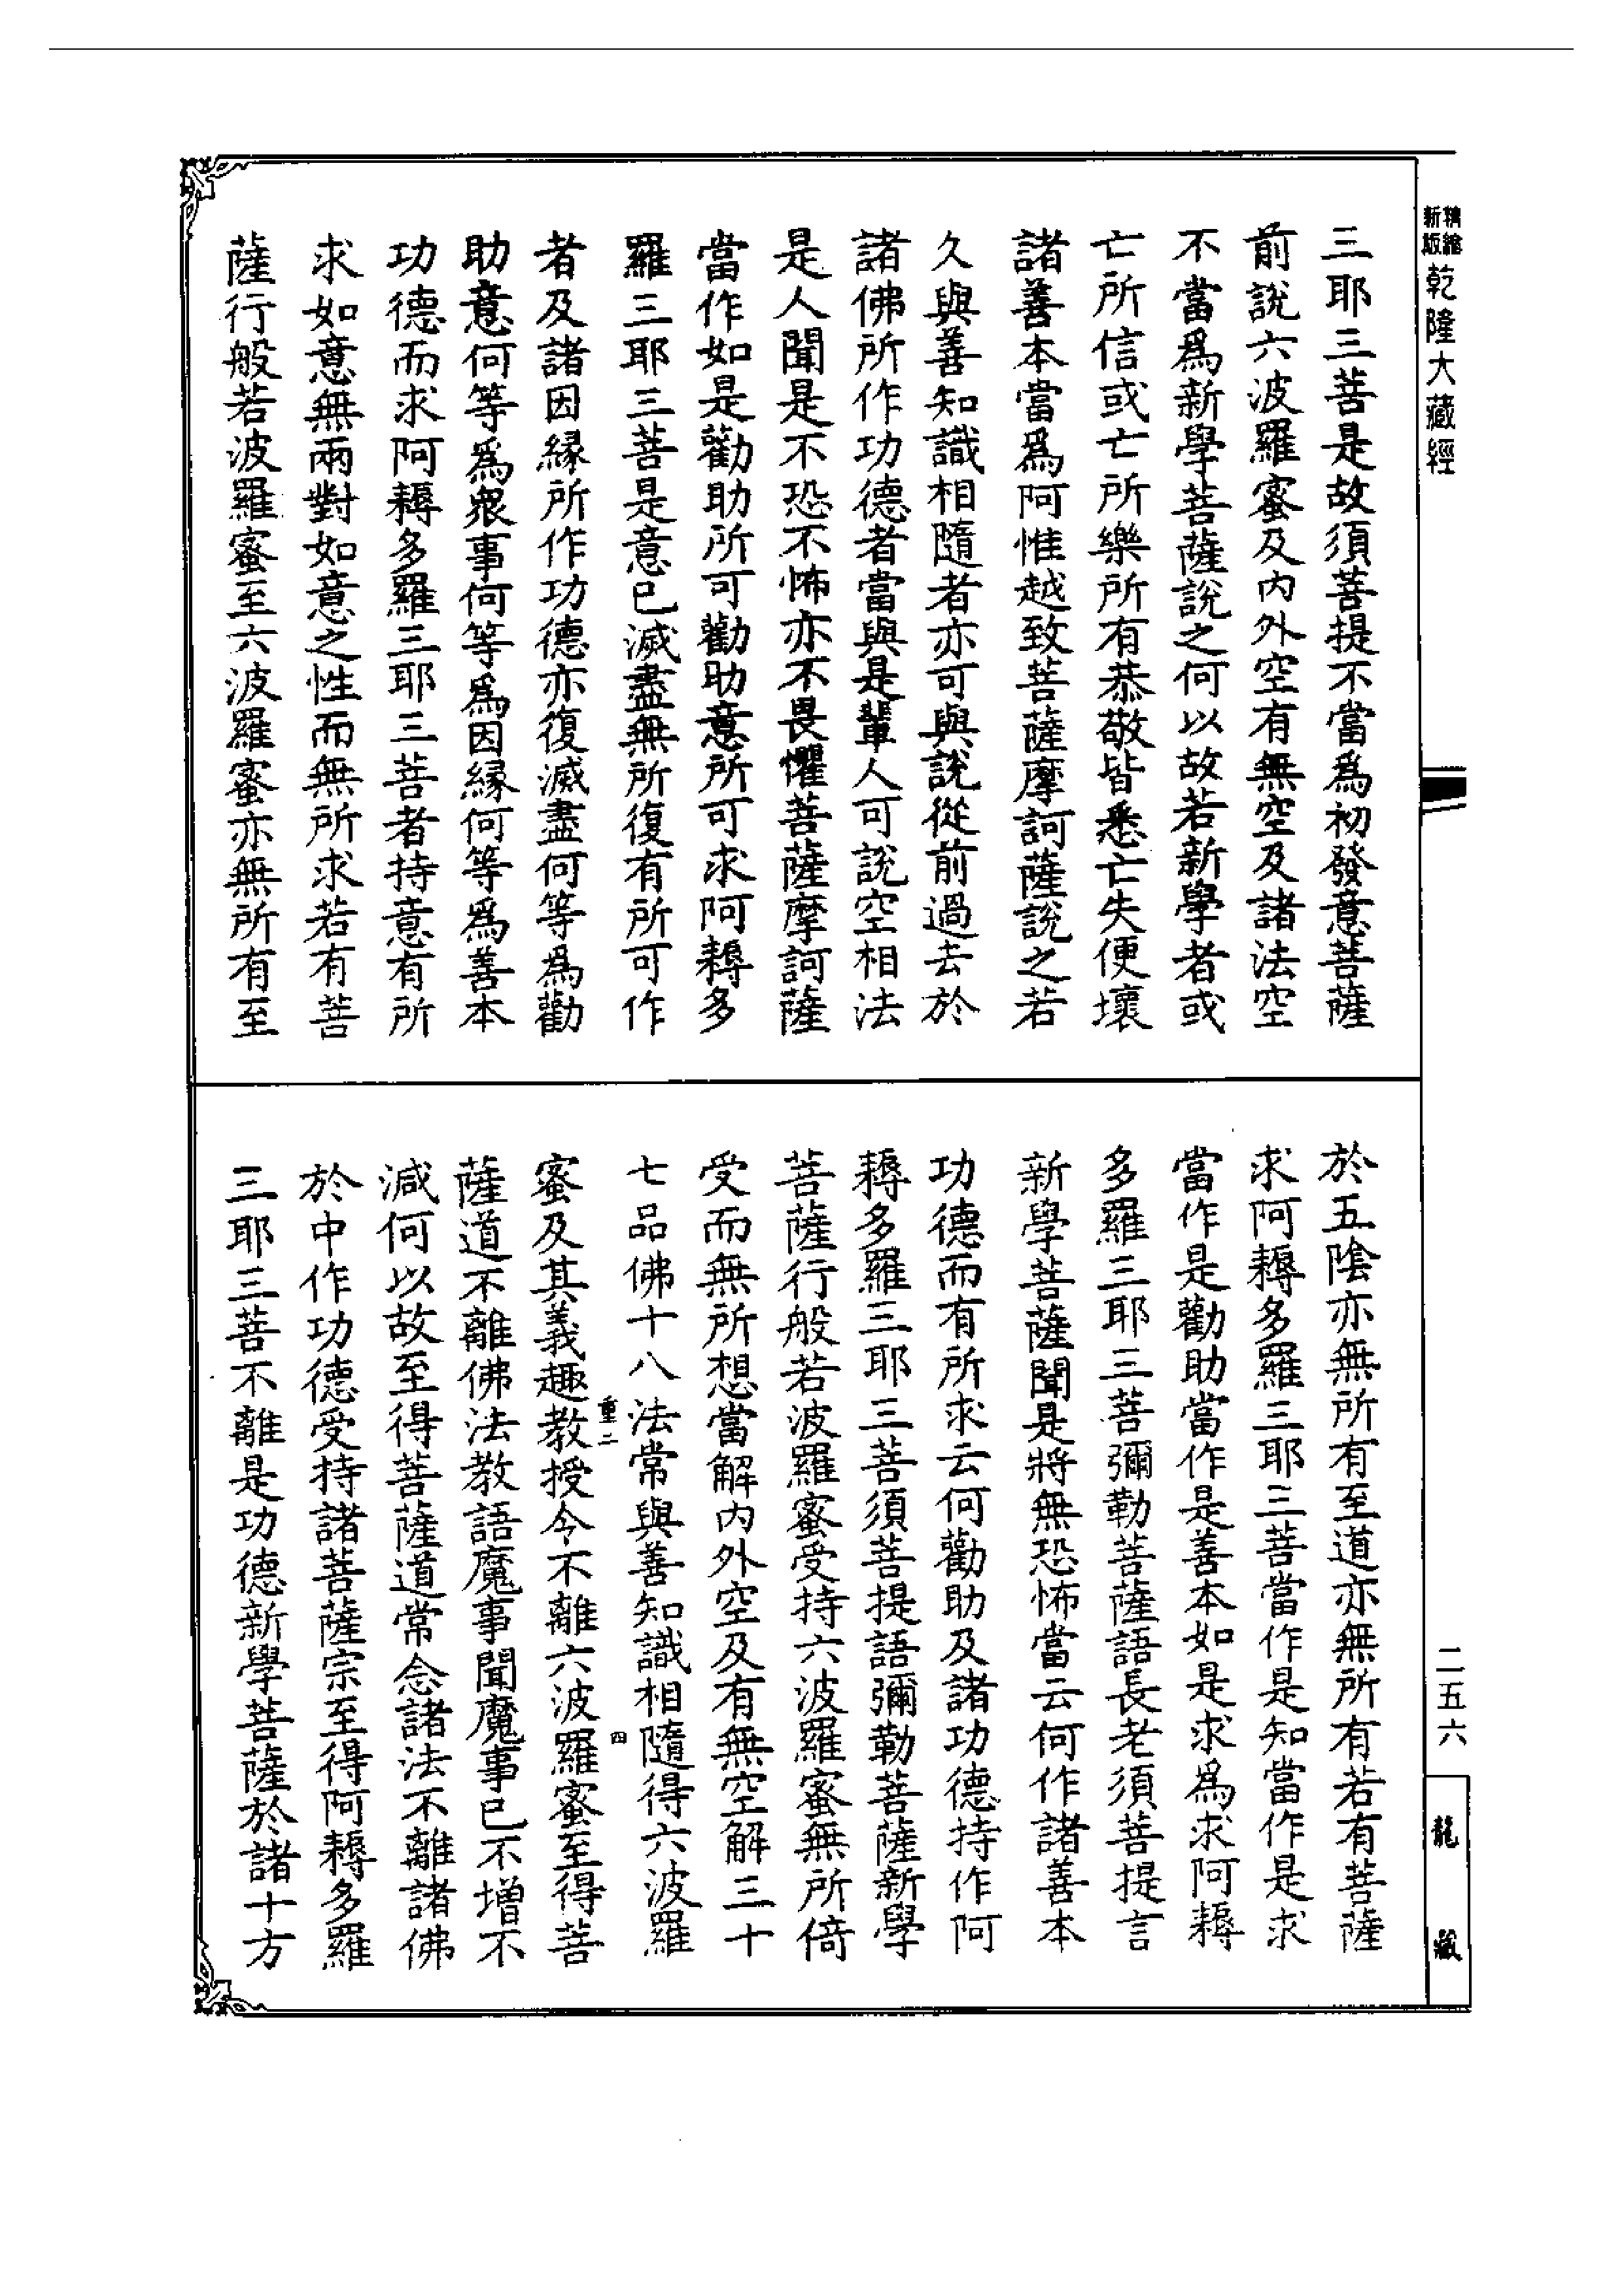 精縮新版 乾隆大藏經
三耶三菩是故須菩提不當爲初發意菩薩
前說六波羅蜜及內外空有無空及諸法空
不當爲新學菩薩說之何以故若新學者或
亡所信或亡所樂所有恭敬皆悉亡失便壞
諸善本當爲阿惟越致菩薩摩訶薩說之若
久與善知識相隨者亦可與說從前過去於
諸佛所作功德者當與是輩人可說空相法
是人聞是不恐不怖亦不畏懼菩薩摩訶薩
當作如是勸助所可勸助意所可求阿耨多
羅三耶三菩是意已滅盡無所復有所可作
者及諸因緣所作功德亦復滅盡何等爲勸
助意何等爲衆事何等爲因緣何等爲善本
功德而求阿耨多羅三耶三菩者持意有所
求如意無兩對如意之性而無所求若有菩
薩行般若波羅蜜至六波羅蜜亦無所有至
於五陰亦無所有至道亦無所有若有菩薩
求阿耨多羅三耶三菩當作是知當作是求
當作是勸助當作是善本如是求爲求阿耨
多羅三耶三菩彌勒菩薩語長老須菩提言
新學菩薩聞是將無恐怖當云何作諸善本
功德而有所求云何勸助及諸功德持作阿
耨多羅三耶三菩須菩提語彌勒菩薩新學
菩薩行般若波羅蜜受持六波羅蜜無所倚
受而無所想當解內外空及有無空解三十
七品佛十八法常與善知識相隨得六波羅
重二 四
蜜及其義趣教授令不離六波羅蜜至得菩
薩道不離佛法教語魔事聞魔事已不增不
減何以故至得菩薩道常念諸法不離諸佛
於中作功德受持諸菩薩宗至得阿耨多羅
三耶三菩不離是功德新學菩薩於諸十方
二五六
龍藏